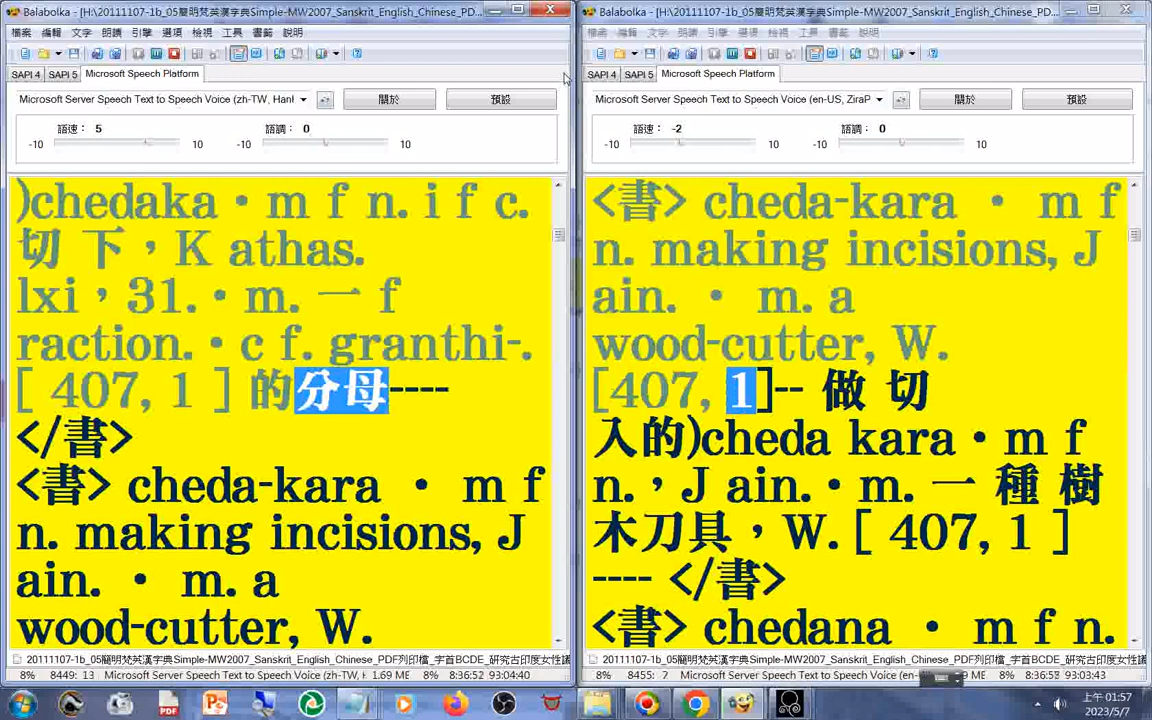 Balabolka - [H:\20111107-1b_05簡明梵英漢字典Simple-MW2007_Sanskrit_English_Chinese_PD...
檔案 編輯 文字 朗讀 引擎 選項 檢視 工具 書籤 說明
SAPI 4 SAPI 5 Microsoft Speech Platform
Microsoft Server Speech Text to Speech Voice (zh-TW, Han
關於 預設
語速： 5 語調： 0
-10 10 -10 10
)chedaka・m f n. i f c.
切 下，K athas.
lxi，31.・m. 一 f
raction.・c f. granthi-.
[ 407, 1 ] 的分母----
</書>
<書> cheda-kara ・ m f
n. making incisions, J
ain. ・ m. a
wood-cutter, W.
20111107-1b_05簡明梵英漢字典Simple-MW2007_Sanskrit_English_Chinese_PDF列印檔_字首BCDE_研究古印度女性議
8% 8449: 13 Microsoft Server Speech Text to Speech Voice (zh-TW, 1.69 ME 8% 8:36:52 93:04:40
Balabolka - [H:\20111107-1b_05簡明梵英漢字典Simple-MW2007_Sanskrit_English_Chinese_PD...
檔案 編輯 文字 朗讀 引擎 選項 檢視 工具 書籤 說明
SAPI 4 SAPI 5 Microsoft Speech Platform
Microsoft Server Speech Text to Speech Voice (en-US, ZiraP
關於 預設
語速： -2 語調： 0
-10 10 -10 10
<書> cheda-kara ・ m f
n. making incisions, J
ain. ・ m. a
wood-cutter, W.
[407, 1]-- 做 切
入的)cheda kara・m f
n.，J ain.・m. 一 種 樹
木刀具，W. [ 407, 1 ]
---- </書>
<書> chedana ・ m f n.
20111107-1b_05簡明梵英漢字典Simple-MW2007_Sanskrit_English_Chinese_PDF列印檔_字首BCDE_研究古印度女性議
8% 8455: 7 Microsoft Server Speech Text to Speech Voice (en-US, ME 8% 8:36:53 93:03:43
上午 01:57
2023/5/7